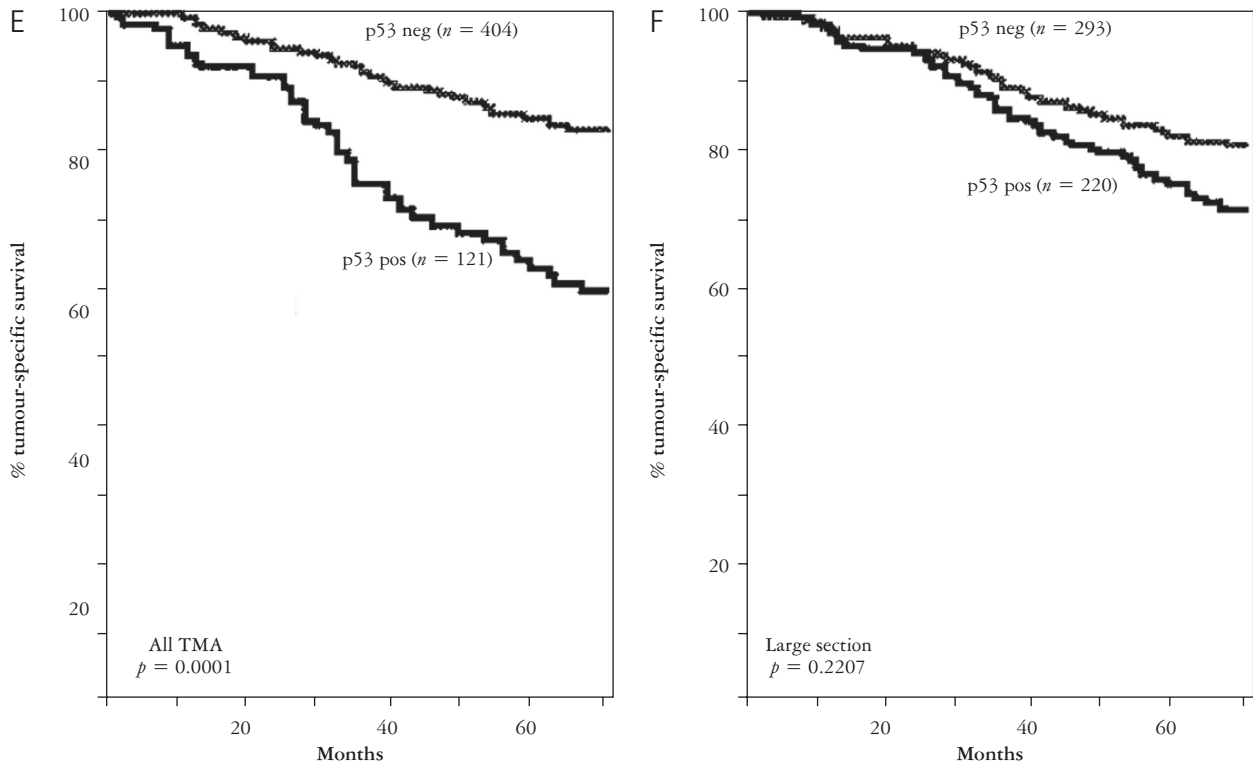 E
100
80
60
40
20
% tumour-specific survival
p53 neg (n = 404)
p53 pos (n = 121)
All TMA
p = 0.0001
20 40 60
Months
F
100
80
60
40
20
% tumour-specific survival
p53 neg (n = 293)
p53 pos (n = 220)
Large section
p = 0.2207
20 40 60
Months